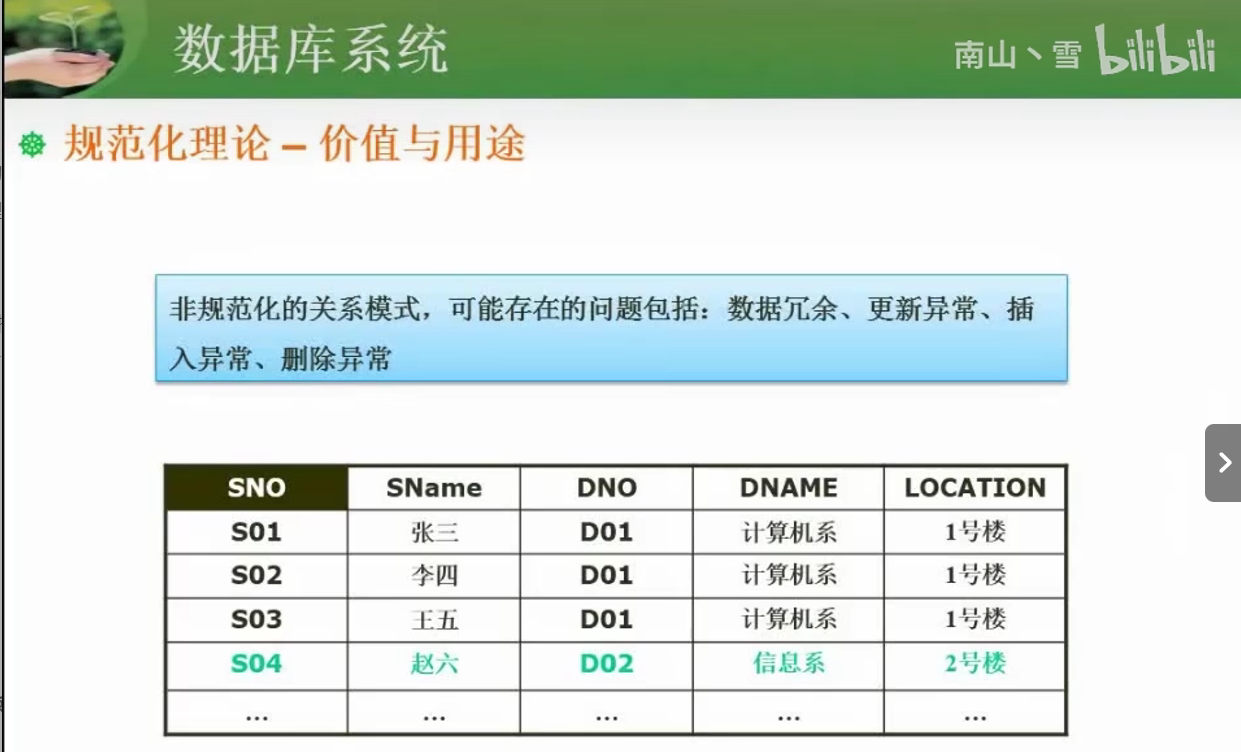 数据库系统
南山丶雪 bilibili
规范化理论 – 价值与用途
非规范化的关系模式，可能存在的问题包括：数据冗余、更新异常、插
入异常、删除异常
SNO SName DNO DNAME LOCATION
S01 张三 D01 计算机系 1号楼
S02 李四 D01 计算机系 1号楼
S03 王五 D01 计算机系 1号楼
S04 赵六 D02 信息系 2号楼
... ... ... ... ...